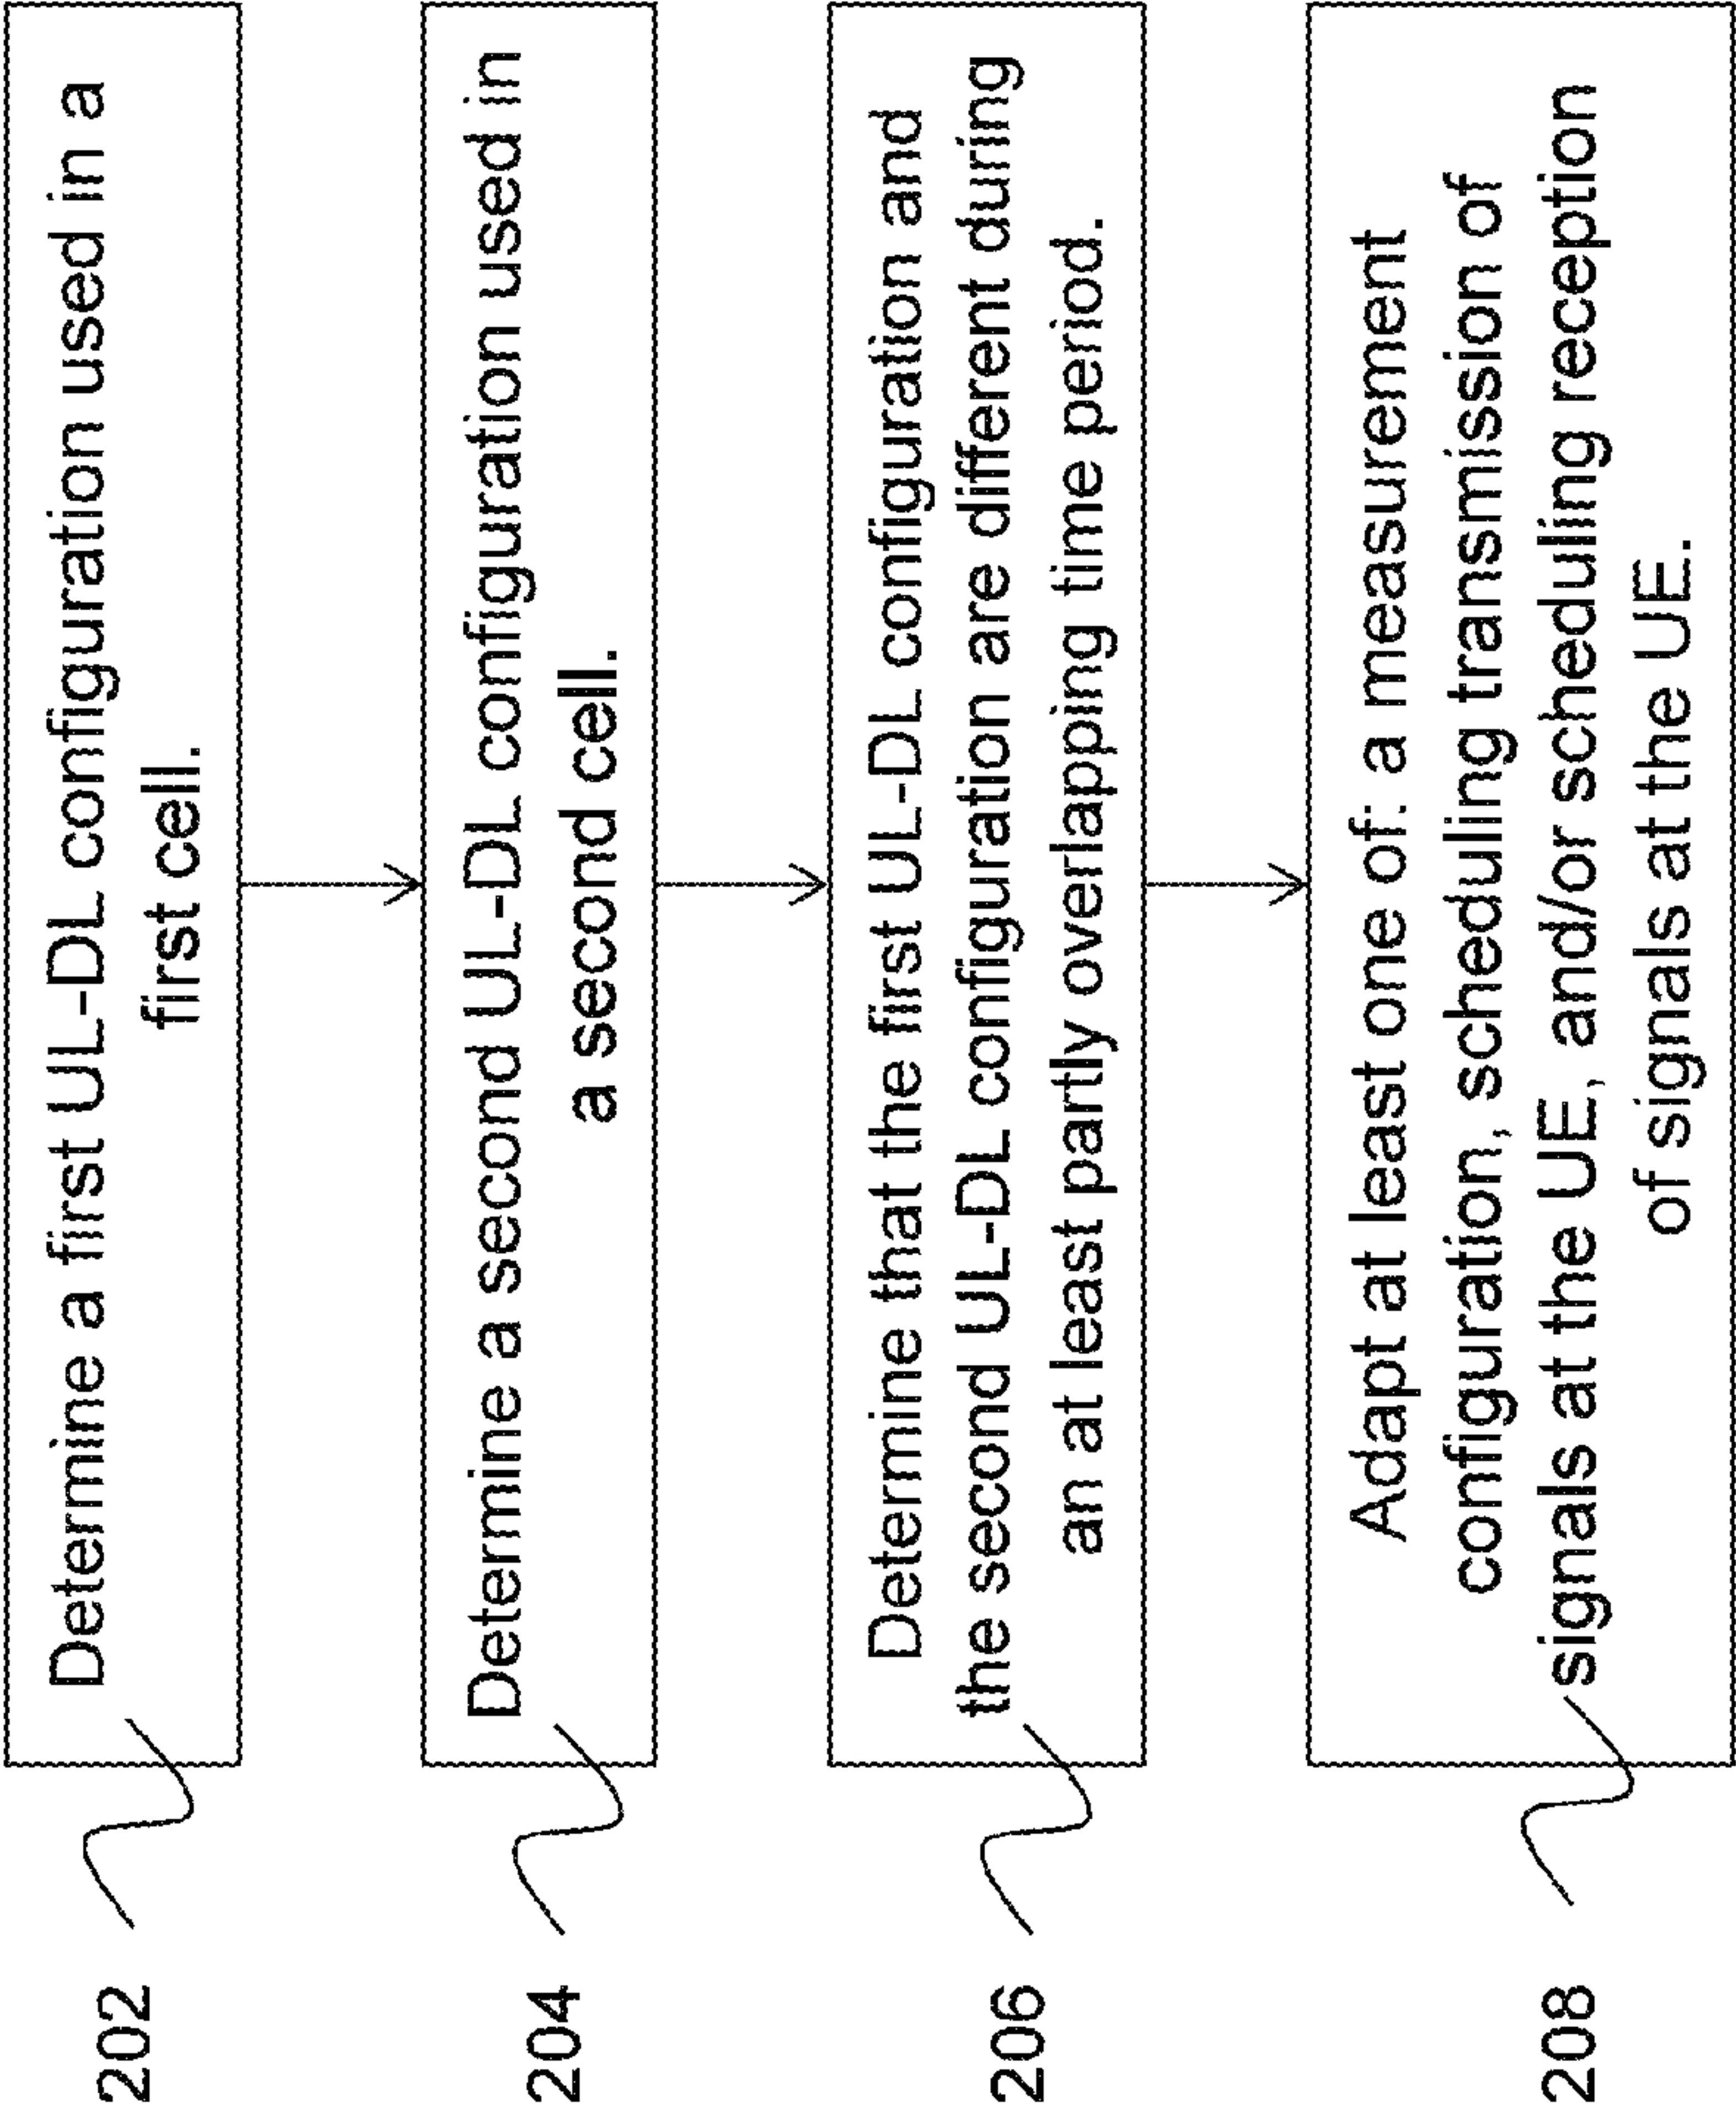 202
Determine a first UL-DL configuration used in a
first cell.
204
Determine a second UL-DL configuration used in
a second cell.
206
Determine that the first UL-DL configuration and
the second UL-DL configuration are different during
an at least partly overlapping time period.
208
Adapt at least one of: a measurement
configuration, scheduling transmission of
signals at the UE, and/or scheduling reception
of signals at the UE.